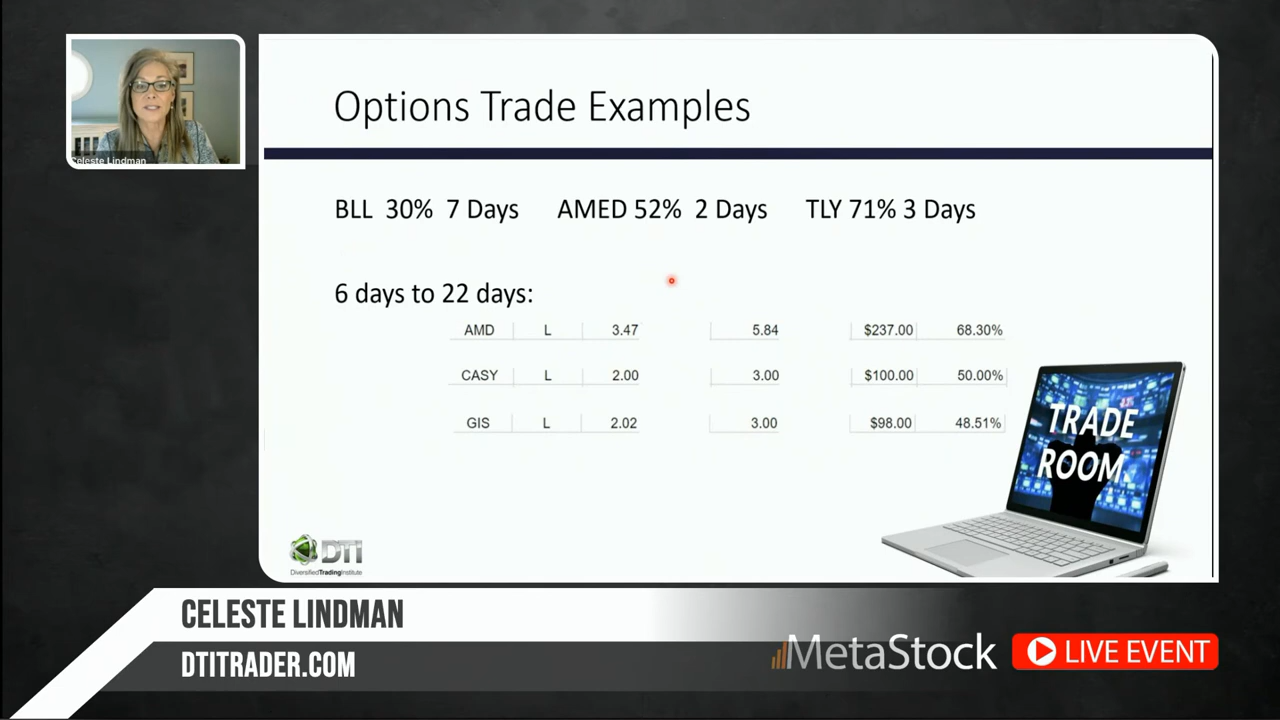 Celeste Lindman
Options Trade Examples
BLL 30% 7 Days AMED 52% 2 Days TLY 71% 3 Days
6 days to 22 days:
AMD L 3.47 5.84 $237.00 68.30%
CASY L 2.00 3.00 $100.00 50.00%
GIS L 2.02 3.00 $98.00 48.51%
TRADE
ROOM
DTI
DiversifiedTradingInstitute
CELESTE LINDMAN
DTITRADER.COM
MetaStock
LIVE EVENT